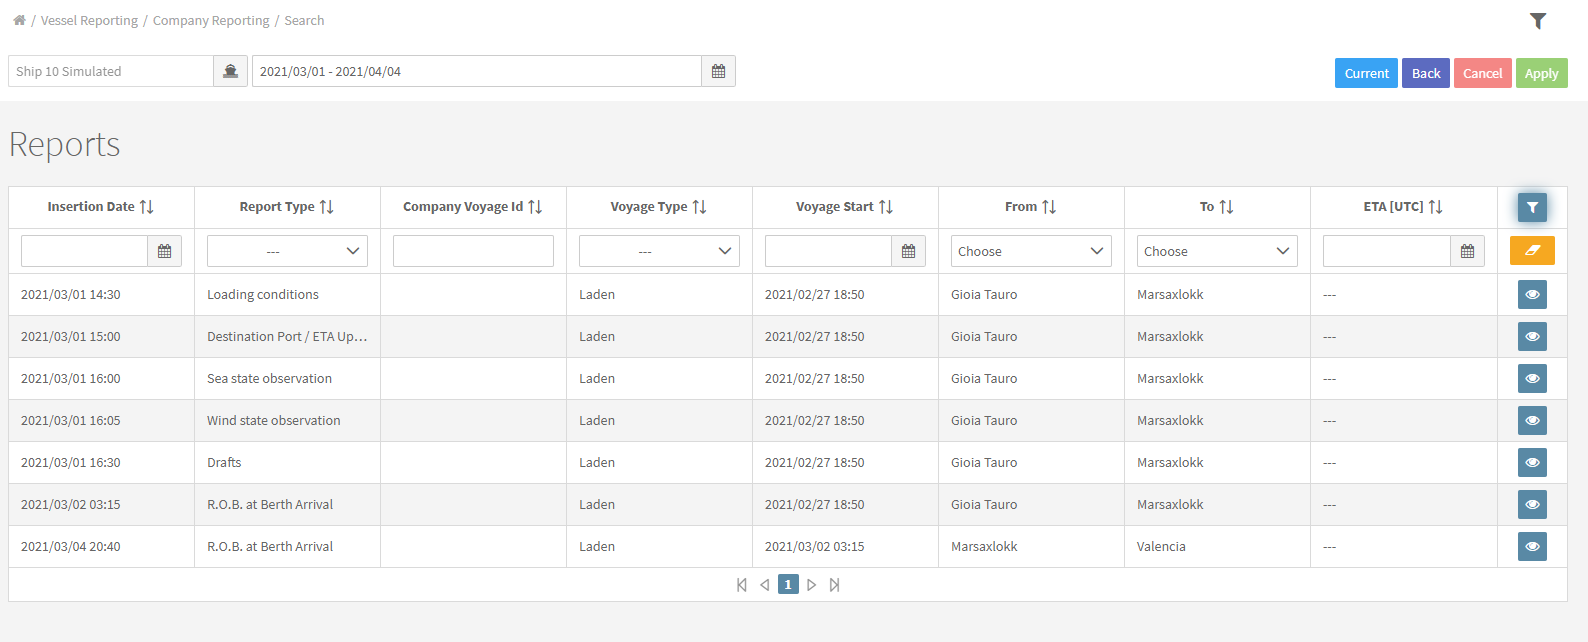 / Vessel Reporting / Company Reporting / Search
Ship 10 Simulated 2021/03/01 - 2021/04/04 Current Back Cancel Apply
Reports
Insertion Date Report Type Company Voyage Id Voyage Type Voyage Start From To ETA [UTC]
--- --- Choose Choose
2021/03/01 14:30 Loading conditions Laden 2021/02/27 18:50 Gioia Tauro Marsaxlokk ---
2021/03/01 15:00 Destination Port / ETA Up... Laden 2021/02/27 18:50 Gioia Tauro Marsaxlokk ---
2021/03/01 16:00 Sea state observation Laden 2021/02/27 18:50 Gioia Tauro Marsaxlokk ---
2021/03/01 16:05 Wind state observation Laden 2021/02/27 18:50 Gioia Tauro Marsaxlokk ---
2021/03/01 16:30 Drafts Laden 2021/02/27 18:50 Gioia Tauro Marsaxlokk ---
2021/03/02 03:15 R.O.B. at Berth Arrival Laden 2021/02/27 18:50 Gioia Tauro Marsaxlokk ---
2021/03/04 20:40 R.O.B. at Berth Arrival Laden 2021/03/02 03:15 Marsaxlokk Valencia ---
1